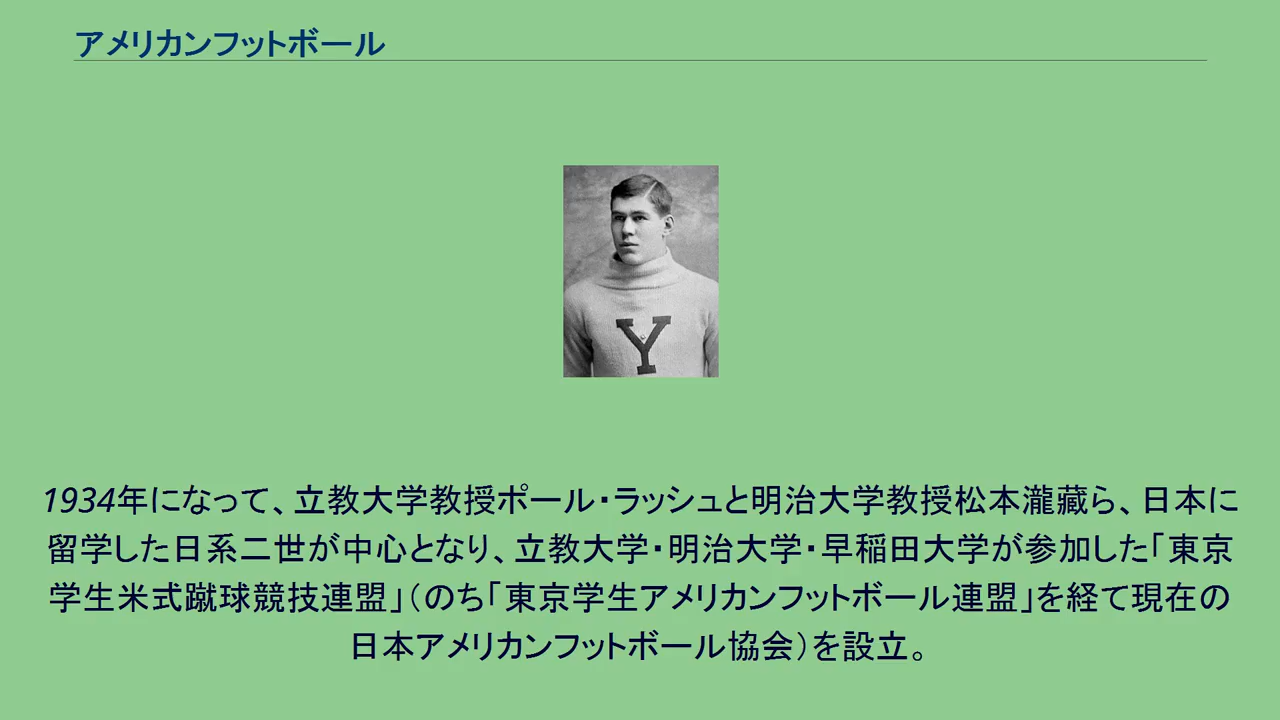 アメリカンフットボール
Y
1934年になって、立教大学教授ポール・ラッシュと明治大学教授松本瀧藏ら、日本に
留学した日系二世が中心となり、立教大学・明治大学・早稲田大学が参加した「東京
学生米式蹴球競技連盟」（のち「東京学生アメリカンフットボール連盟」を経て現在の
日本アメリカンフットボール協会）を設立。